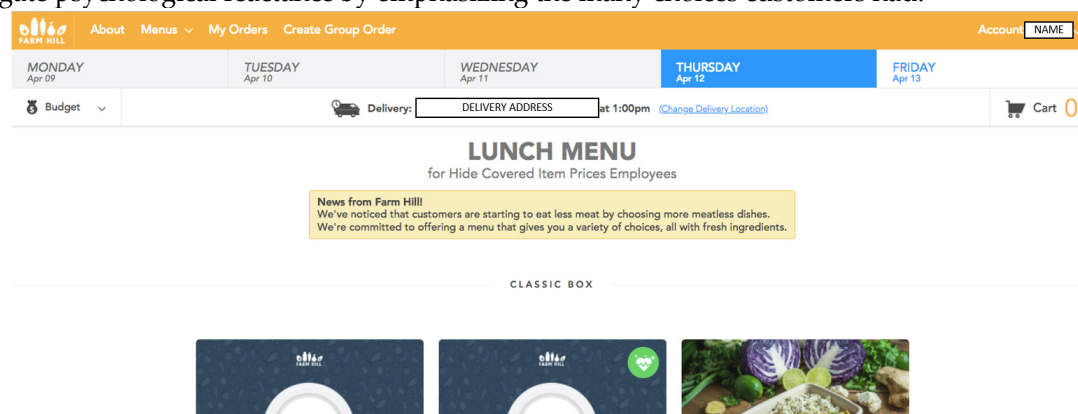 gate psychological reactance by emphasizing the many choices customers had.
FARM HILL
About Menus My Orders Create Group Order Account NAME
MONDAY TUESDAY WEDNESDAY THURSDAY FRIDAY
Apr 09 Apr 10 Apr 11 Apr 12 Apr 13
Budget Delivery: DELIVERY ADDRESS at 1:00pm (Change Delivery Location) Cart 0
LUNCH MENU
for Hide Covered Item Prices Employees
News from Farm Hill!
We've noticed that customers are starting to eat less meat by choosing more meatless dishes.
We're committed to offering a menu that gives you a variety of choices, all with fresh ingredients.
CLASSIC BOX
FARM HILL FARM HILL